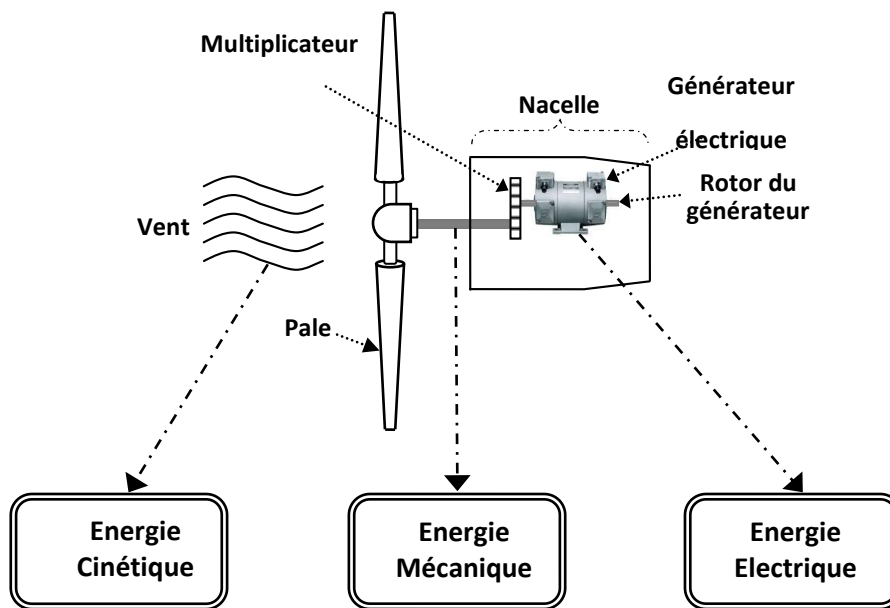 Multiplicateur
Générateur
électrique
Nacelle
Rotor du
générateur
Vent
Pale
Energie
Cinétique
Energie
Mécanique
Energie
Electrique